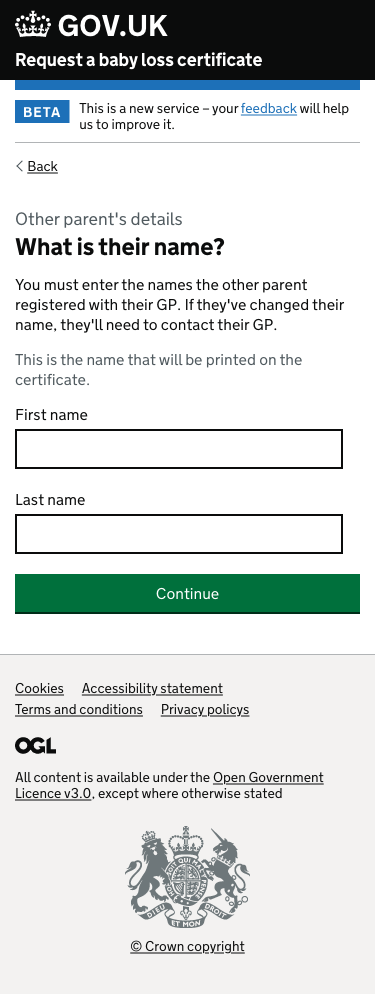 GOV.UK
Request a baby loss certificate
BETA
This is a new service – your feedback will help
us to improve it.
Back
Other parent's details
What is their name?
You must enter the names the other parent
registered with their GP. If they've changed their
name, they'll need to contact their GP.
This is the name that will be printed on the
certificate.
First name
Last name
Continue
Cookies Accessibility statement
Terms and conditions Privacy policys
OGL
All content is available under the Open Government
Licence v3.0, except where otherwise stated
DIEU ET MON DROIT
© Crown copyright